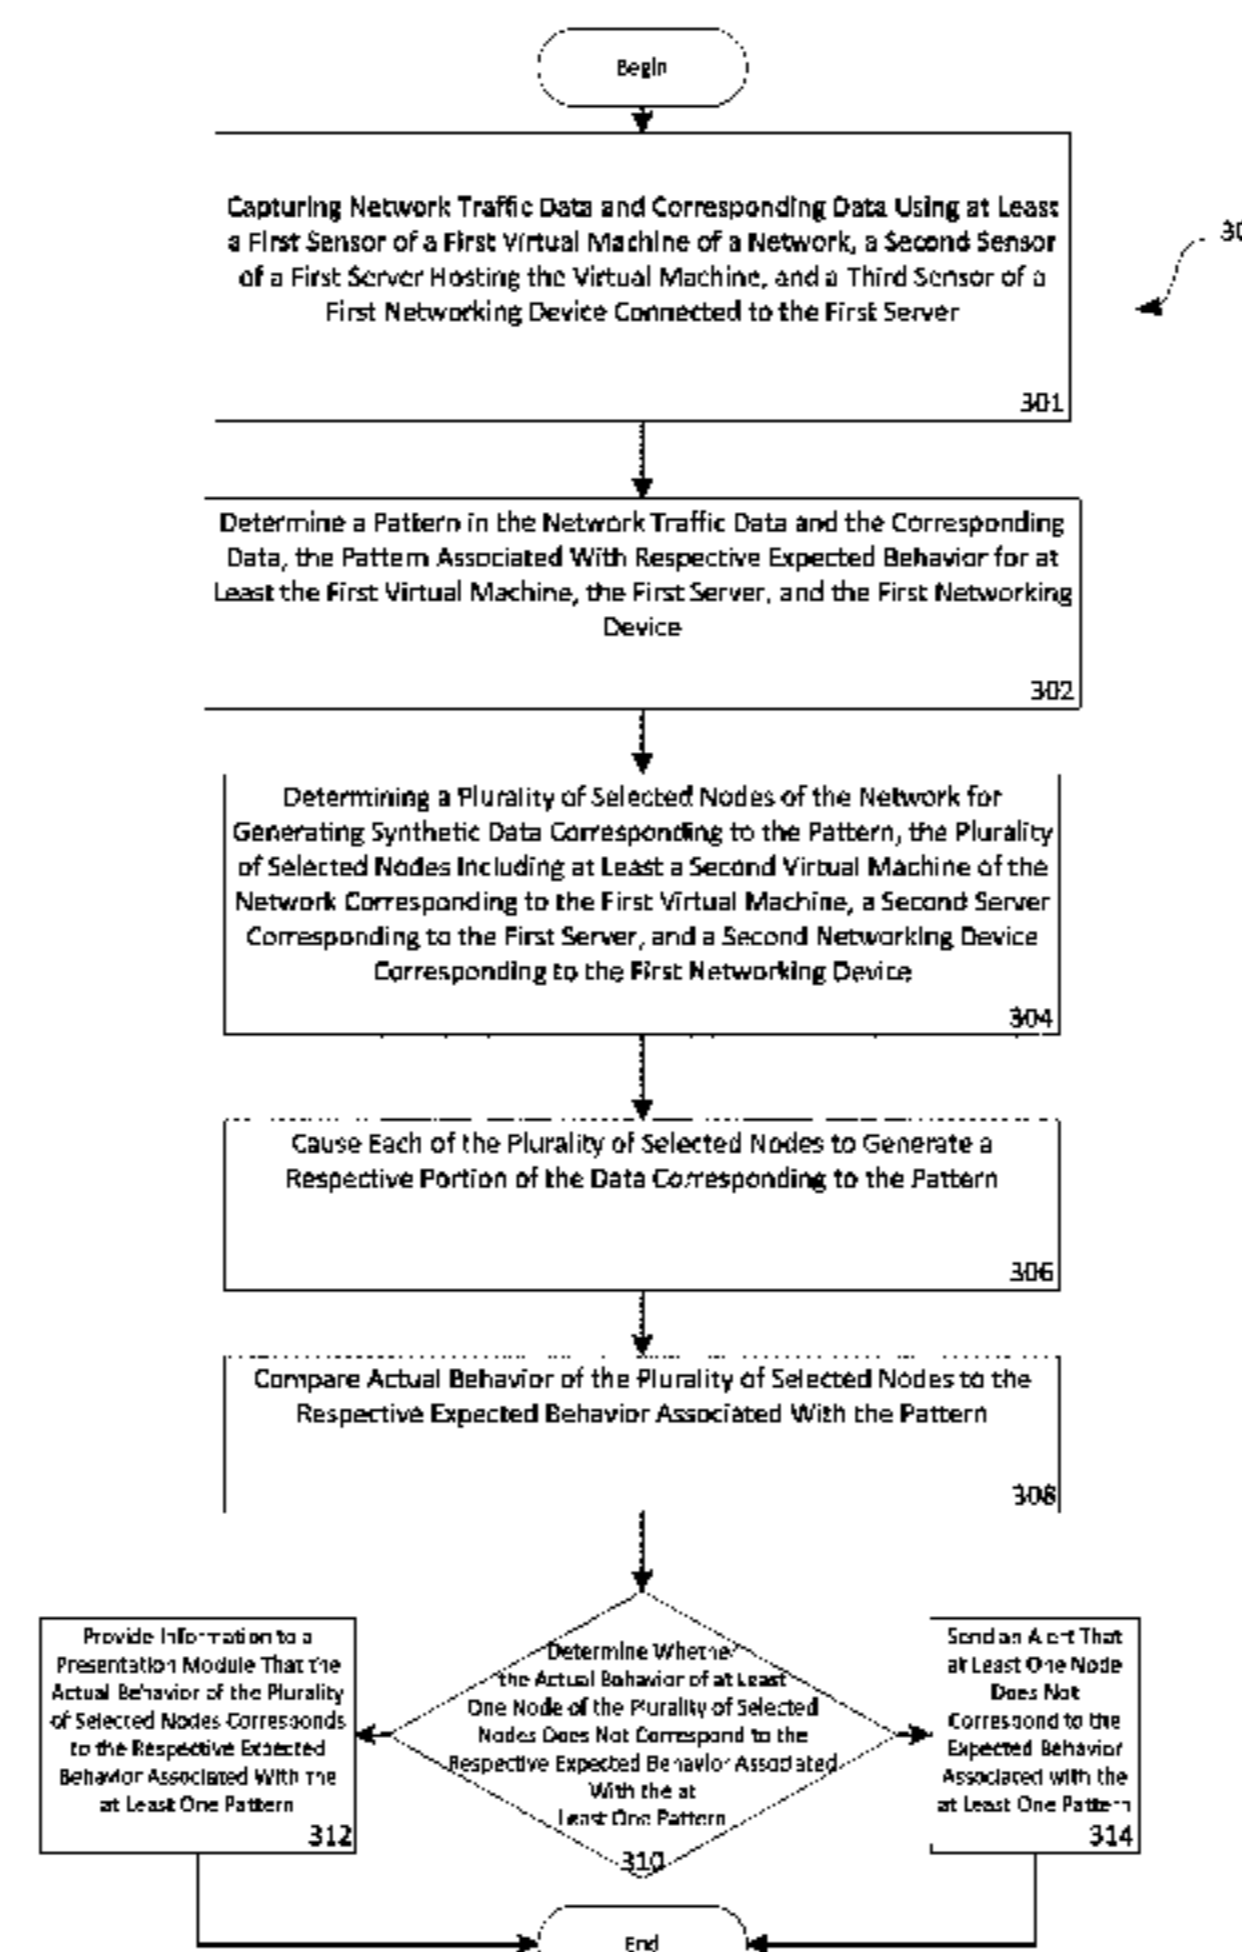 Begin
Capturing Network Traffic Data and Corresponding Data Using at Least
a First Sensor of a First Virtual Machine of a Network, a Second Sensor
of a First Server Hosting the Virtual Machine, and a Third Sensor of a
First Networking Device Connected to the First Server
301
30
Determine a Pattern in the Network Traffic Data and the Corresponding
Data, the Pattern Associated With Respective Expected Behavior for at
Least the First Virtual Machine, the First Server, and the First Networking
Device
302
Determining a Plurality of Selected Nodes of the Network for
Generating Synthetic Data Corresponding to the Pattern, the Plurality
of Selected Nodes Including at Least a Second Virtual Machine of the
Network Corresponding to the First Virtual Machine, a Second Server
Corresponding to the First Server, and a Second Networking Device
Corresponding to the First Networking Device
304
Cause Each of the Plurality of Selected Nodes to Generate a
Respective Portion of the Data Corresponding to the Pattern
306
Compare Actual Behavior of the Plurality of Selected Nodes to the
Respective Expected Behavior Associated With the Pattern
308
Provide Information to a
Presentation Module That the
Actual Behavior of the Plurality
of Selected Nodes Corresponds
to the Respective Expected
Behavior Associated With the
at Least One Pattern
312
Determine Whether
the Actual Behavior of at Least
One Node of the Plurality of Selected
Nodes Does Not Correspond to the
Respective Expected Behavior Associated
With the at
Least One Pattern
310
Send an Alert That
at Least One Node
Does Not
Correspond to the
Expected Behavior
Associated with the
at Least One Pattern
314
End